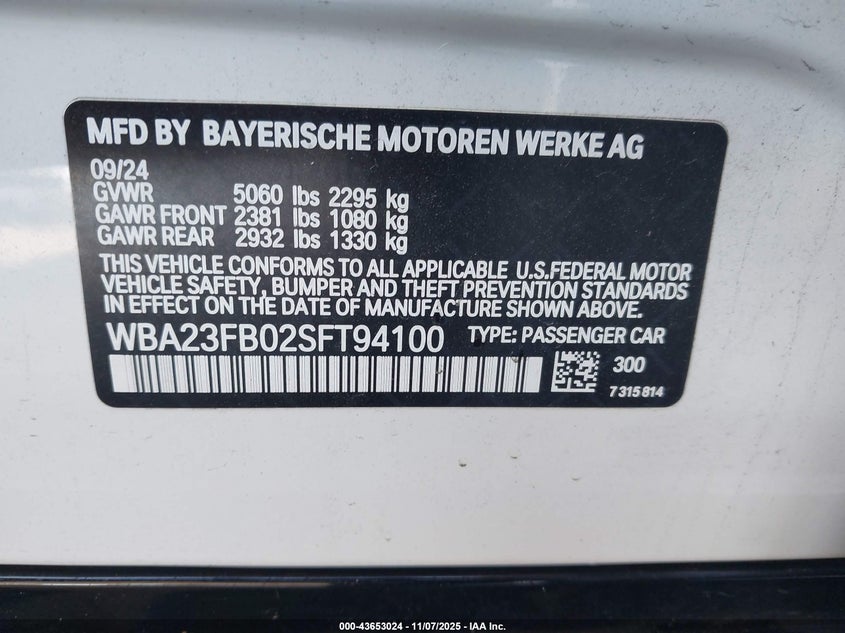 MFD BY BAYERISCHE MOTOREN WERKE AG
09/24
GVWR 5060 lbs 2295 kg
GAWR FRONT 2381 lbs 1080 kg
GAWR REAR 2932 lbs 1330 kg
THIS VEHICLE CONFORMS TO ALL APPLICABLE U.S.FEDERAL MOTOR
VEHICLE SAFETY, BUMPER AND THEFT PREVENTION STANDARDS
IN EFFECT ON THE DATE OF MANUFACTURE SHOWN ABOVE.
WBA23FB02SFT94100 TYPE: PASSENGER CAR
300
7315814
000-43653024 - 11/07/2025 - IAA Inc.